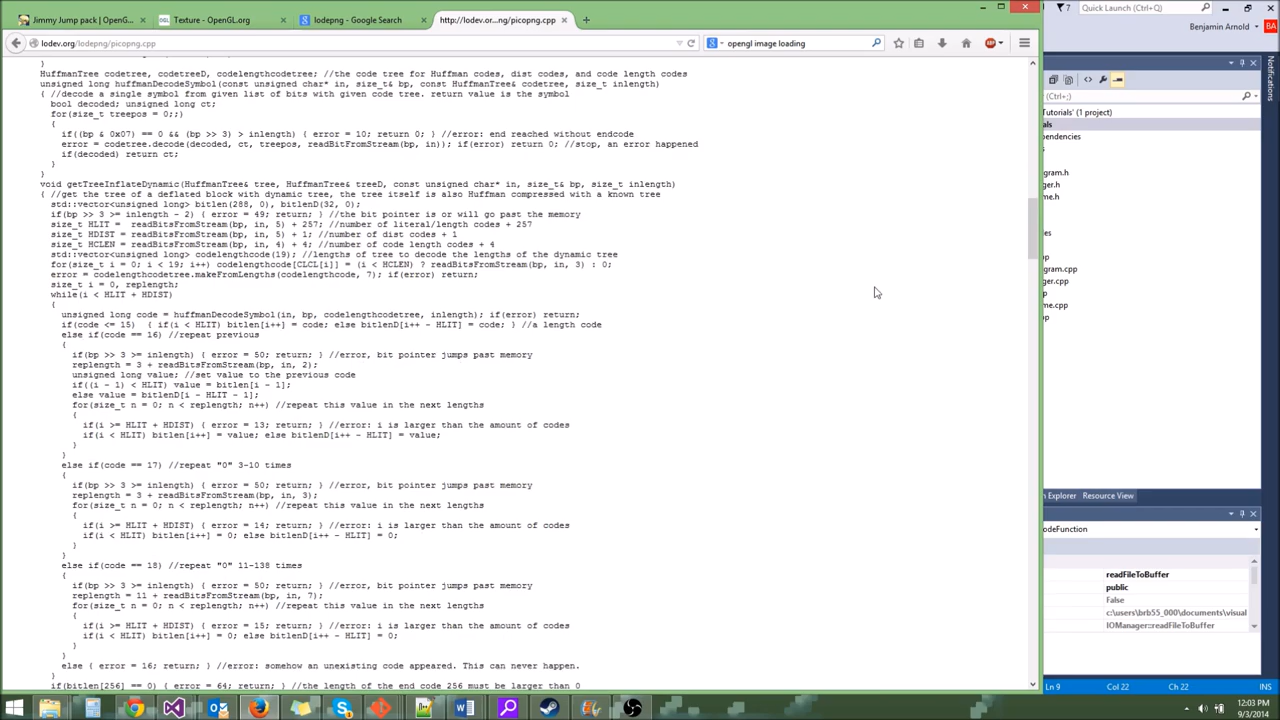 Jimmy Jump pack | OpenG...
Texture - OpenGL.org
lodepng - Google Search
http://lodev.or...ng/picopng.cpp
7
Quick Launch (Ctrl+;)
lodev.org/lodepng/picopng.cpp
opengl image loading
Benjamin Arnold
BA
Notifications
}
HuffmanTree codetree, codetreeD, codelengthcodetree; //the code tree for Huffman codes, dist codes, and code length codes
unsigned long huffmanDecodeSymbol(const unsigned char* in, size_t& bp, const HuffmanTree& codetree, size_t inlength)
{ //decode a single symbol from given list of bits with given code tree. return value is the symbol
bool decoded; unsigned long ct;
for(size_t treepos = 0;;)
{
if((bp & 0x07) == 0 && (bp >> 3) > inlength) { error = 10; return 0; } //error: end reached without endcode
error = codetree.decode(decoded, ct, treepos, readBitFromStream(bp, in)); if(error) return 0; //stop, an error happened
if(decoded) return ct;
}
}
void getTreeInflateDynamic(HuffmanTree& tree, HuffmanTree& treeD, const unsigned char* in, size_t& bp, size_t inlength)
{ //get the tree of a deflated block with dynamic tree, the tree itself is also Huffman compressed with a known tree
std::vector<unsigned long> bitlen(288, 0), bitlenD(32, 0);
if(bp >> 3 >= inlength - 2) { error = 49; return; } //the bit pointer is or will go past the memory
size_t HLIT =  readBitsFromStream(bp, in, 5) + 257; //number of literal/length codes + 257
size_t HDIST = readBitsFromStream(bp, in, 5) + 1; //number of dist codes + 1
size_t HCLEN = readBitsFromStream(bp, in, 4) + 4; //number of code length codes + 4
std::vector<unsigned long> codelengthcode(19); //lengths of tree to decode the lengths of the dynamic tree
for(size_t i = 0; i < 19; i++) codelengthcode[CLCL[i]] = (i < HCLEN) ? readBitsFromStream(bp, in, 3) : 0;
error = codelengthcodetree.makeFromLengths(codelengthcode, 7); if(error) return;
size_t i = 0, replength;
while(i < HLIT + HDIST)
{
unsigned long code = huffmanDecodeSymbol(in, bp, codelengthcodetree, inlength); if(error) return;
if(code <= 15)  { if(i < HLIT) bitlen[i++] = code; else bitlenD[i++ - HLIT] = code; } //a length code
else if(code == 16) //repeat previous
{
if(bp >> 3 >= inlength) { error = 50; return; } //error, bit pointer jumps past memory
replength = 3 + readBitsFromStream(bp, in, 2);
unsigned long value; //set value to the previous code
if((i - 1) < HLIT) value = bitlen[i - 1];
else value = bitlenD[i - HLIT - 1];
for(size_t n = 0; n < replength; n++) //repeat this value in the next lengths
{
if(i >= HLIT + HDIST) { error = 13; return; } //error: i is larger than the amount of codes
if(i < HLIT) bitlen[i++] = value; else bitlenD[i++ - HLIT] = value;
}
}
else if(code == 17) //repeat "0" 3-10 times
{
if(bp >> 3 >= inlength) { error = 50; return; } //error, bit pointer jumps past memory
replength = 3 + readBitsFromStream(bp, in, 3);
for(size_t n = 0; n < replength; n++) //repeat this value in the next lengths
{
if(i >= HLIT + HDIST) { error = 14; return; } //error: i is larger than the amount of codes
if(i < HLIT) bitlen[i++] = 0; else bitlenD[i++ - HLIT] = 0;
}
}
else if(code == 18) //repeat "0" 11-138 times
{
if(bp >> 3 >= inlength) { error = 50; return; } //error, bit pointer jumps past memory
replength = 11 + readBitsFromStream(bp, in, 7);
for(size_t n = 0; n < replength; n++) //repeat this value in the next lengths
{
if(i >= HLIT + HDIST) { error = 15; return; } //error: i is larger than the amount of codes
if(i < HLIT) bitlen[i++] = 0; else bitlenD[i++ - HLIT] = 0;
}
}
else { error = 16; return; } //error: somehow an unexisting code appeared. This can never happen.
}
if(bitlen[256] == 0) { error = 64; return; } //the length of the end code 256 must be larger than 0
(Ctrl+;)
Tutorials' (1 project)
als
ependencies
s
gram.h
ger.h
me.h
es
pp
gram.cpp
ger.cpp
p
me.cpp
pp
n Explorer
Resource View
odeFunction
readFileToBuffer
public
False
c:\users\brb55_000\documents\visual
IOManager::readFileToBuffer
Ln 9
Col 22
Ch 22
INS
12:03 PM
9/3/2014